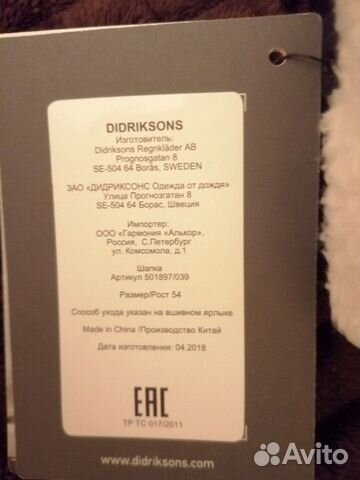 DIDRIKSONS
Изготовитель:
Didriksons Regnkläder AB
Prognosgatan 8
SE-504 64 Borås, SWEDEN
ЗАО «ДИДРИКСОНС Одежда от дождя»
Улица Прогнозгатан 8
SE-504 64 Борас, Швеция
Импортер:
ООО «Гармония «Алькор»,
Россия, С.Петербург
ул. Комсомола, д.1
Шапка
Артикул 501897/039
Размер/Рост 54
Способ ухода указан на вшивном ярлыке
Made in China /Производство Китай
Дата изготовления: 04.2018
EAC
ТР ТС 017/2011
www.didriksons.com
Avito